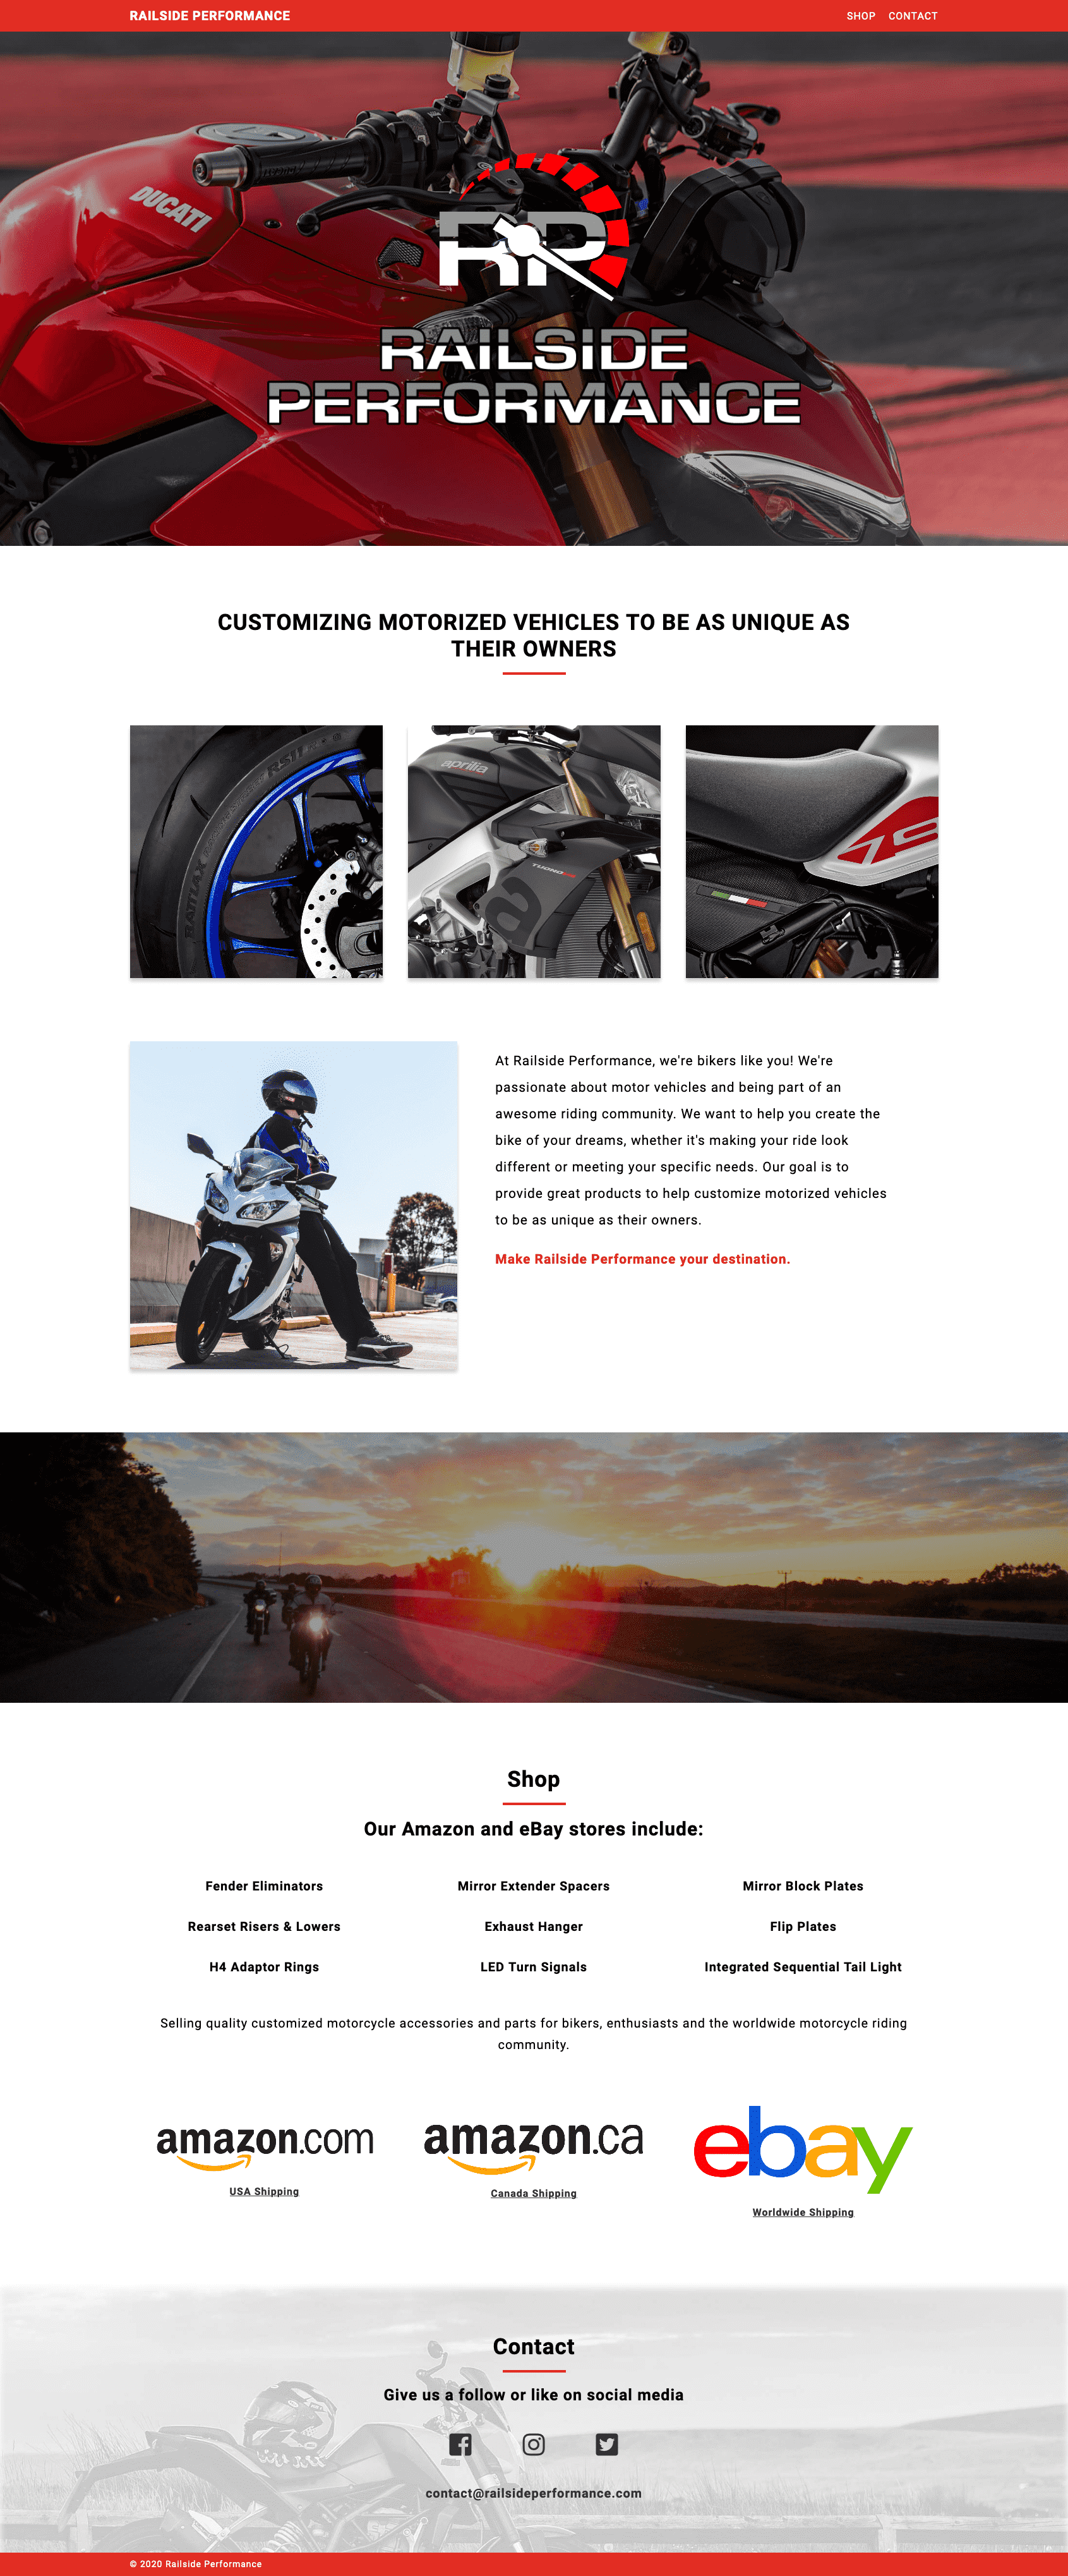 RAILSIDE PERFORMANCE
SHOP CONTACT
DUCATI
RP
RAILSIDE
PERFORMANCE
CUSTOMIZING MOTORIZED VEHICLES TO BE AS UNIQUE AS
THEIR OWNERS
aprilia
TUONO
At Railside Performance, we're bikers like you! We're
passionate about motor vehicles and being part of an
awesome riding community. We want to help you create the
bike of your dreams, whether it's making your ride look
different or meeting your specific needs. Our goal is to
provide great products to help customize motorized vehicles
to be as unique as their owners.
Make Railside Performance your destination.
Shop
Our Amazon and eBay stores include:
Fender Eliminators
Mirror Extender Spacers
Mirror Block Plates
Rearset Risers & Lowers
Exhaust Hanger
Flip Plates
H4 Adaptor Rings
LED Turn Signals
Integrated Sequential Tail Light
Selling quality customized motorcycle accessories and parts for bikers, enthusiasts and the worldwide motorcycle riding
community.
amazon.com
USA Shipping
amazon.ca
Canada Shipping
ebay
Worldwide Shipping
Contact
Give us a follow or like on social media
contact@railsideperformance.com
© 2020 Railside Performance